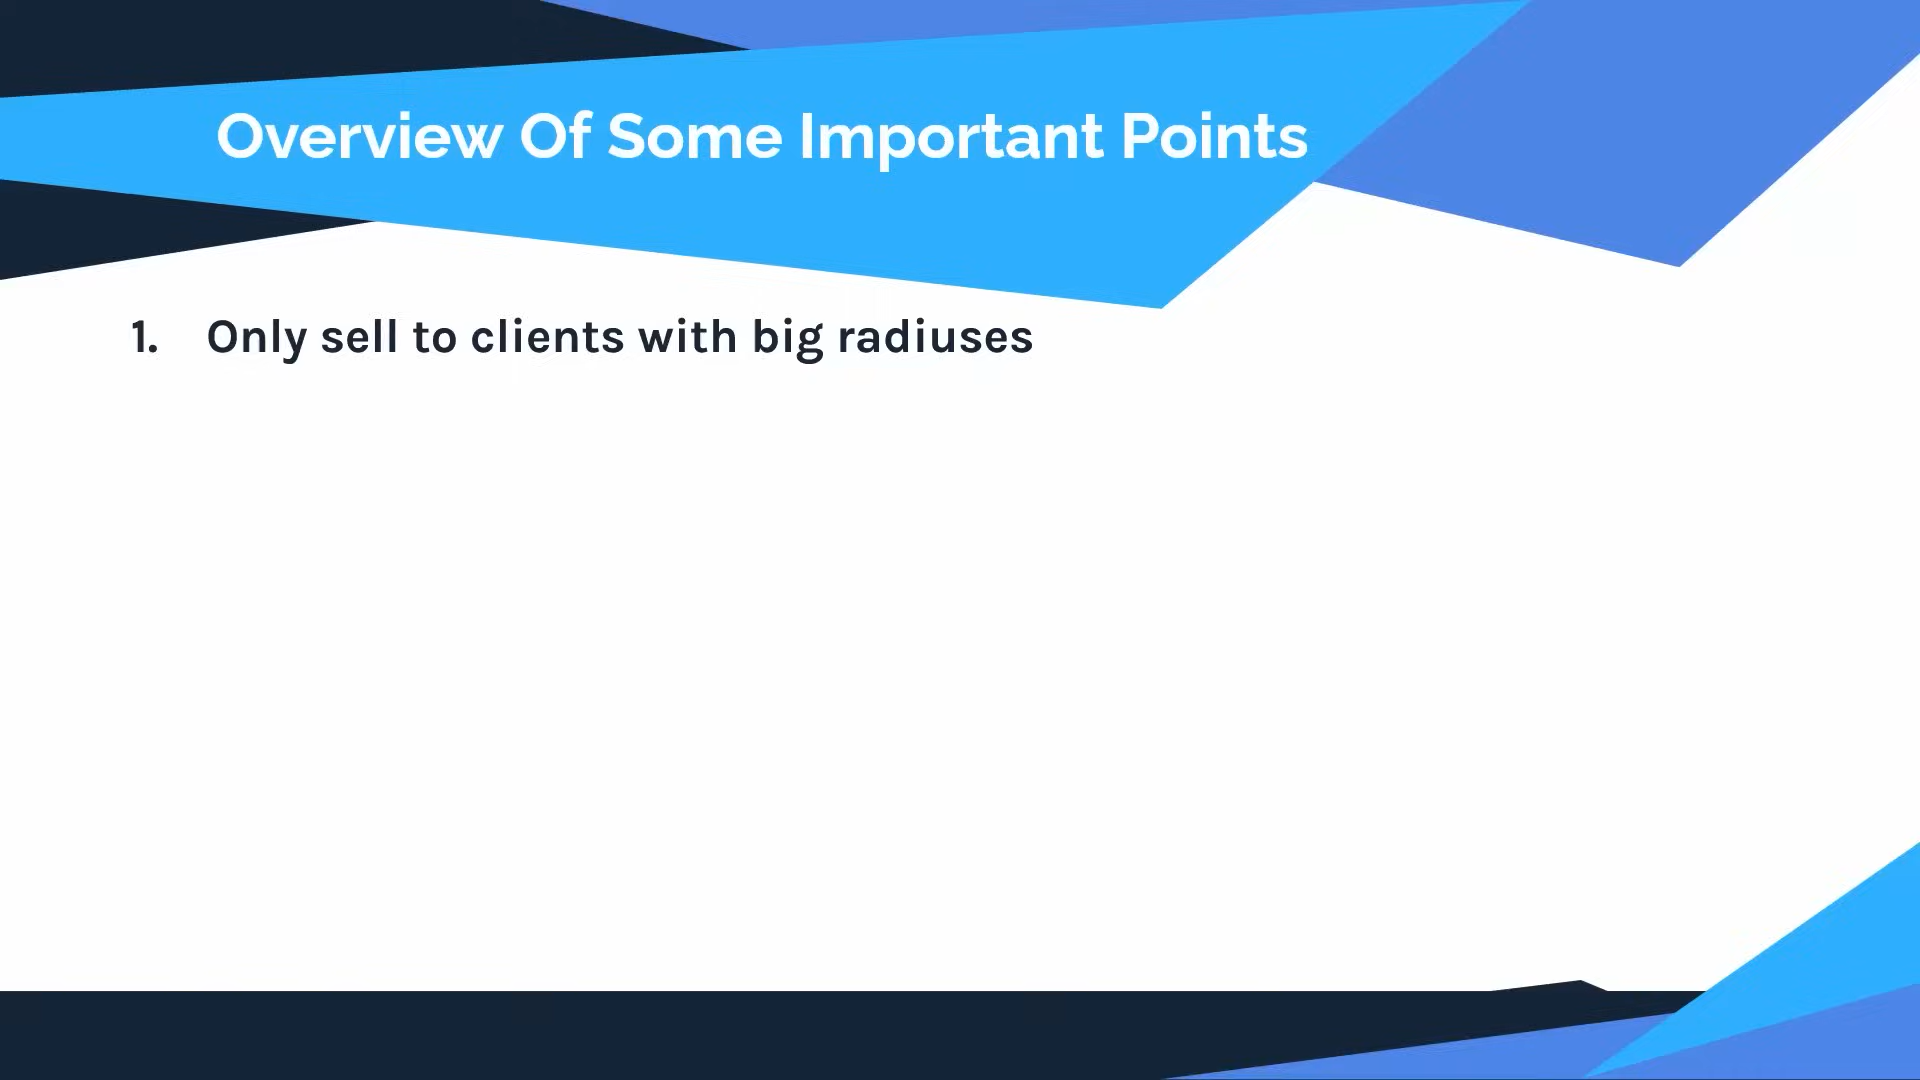 Overview Of Some Important Points
1. Only sell to clients with big radiuses